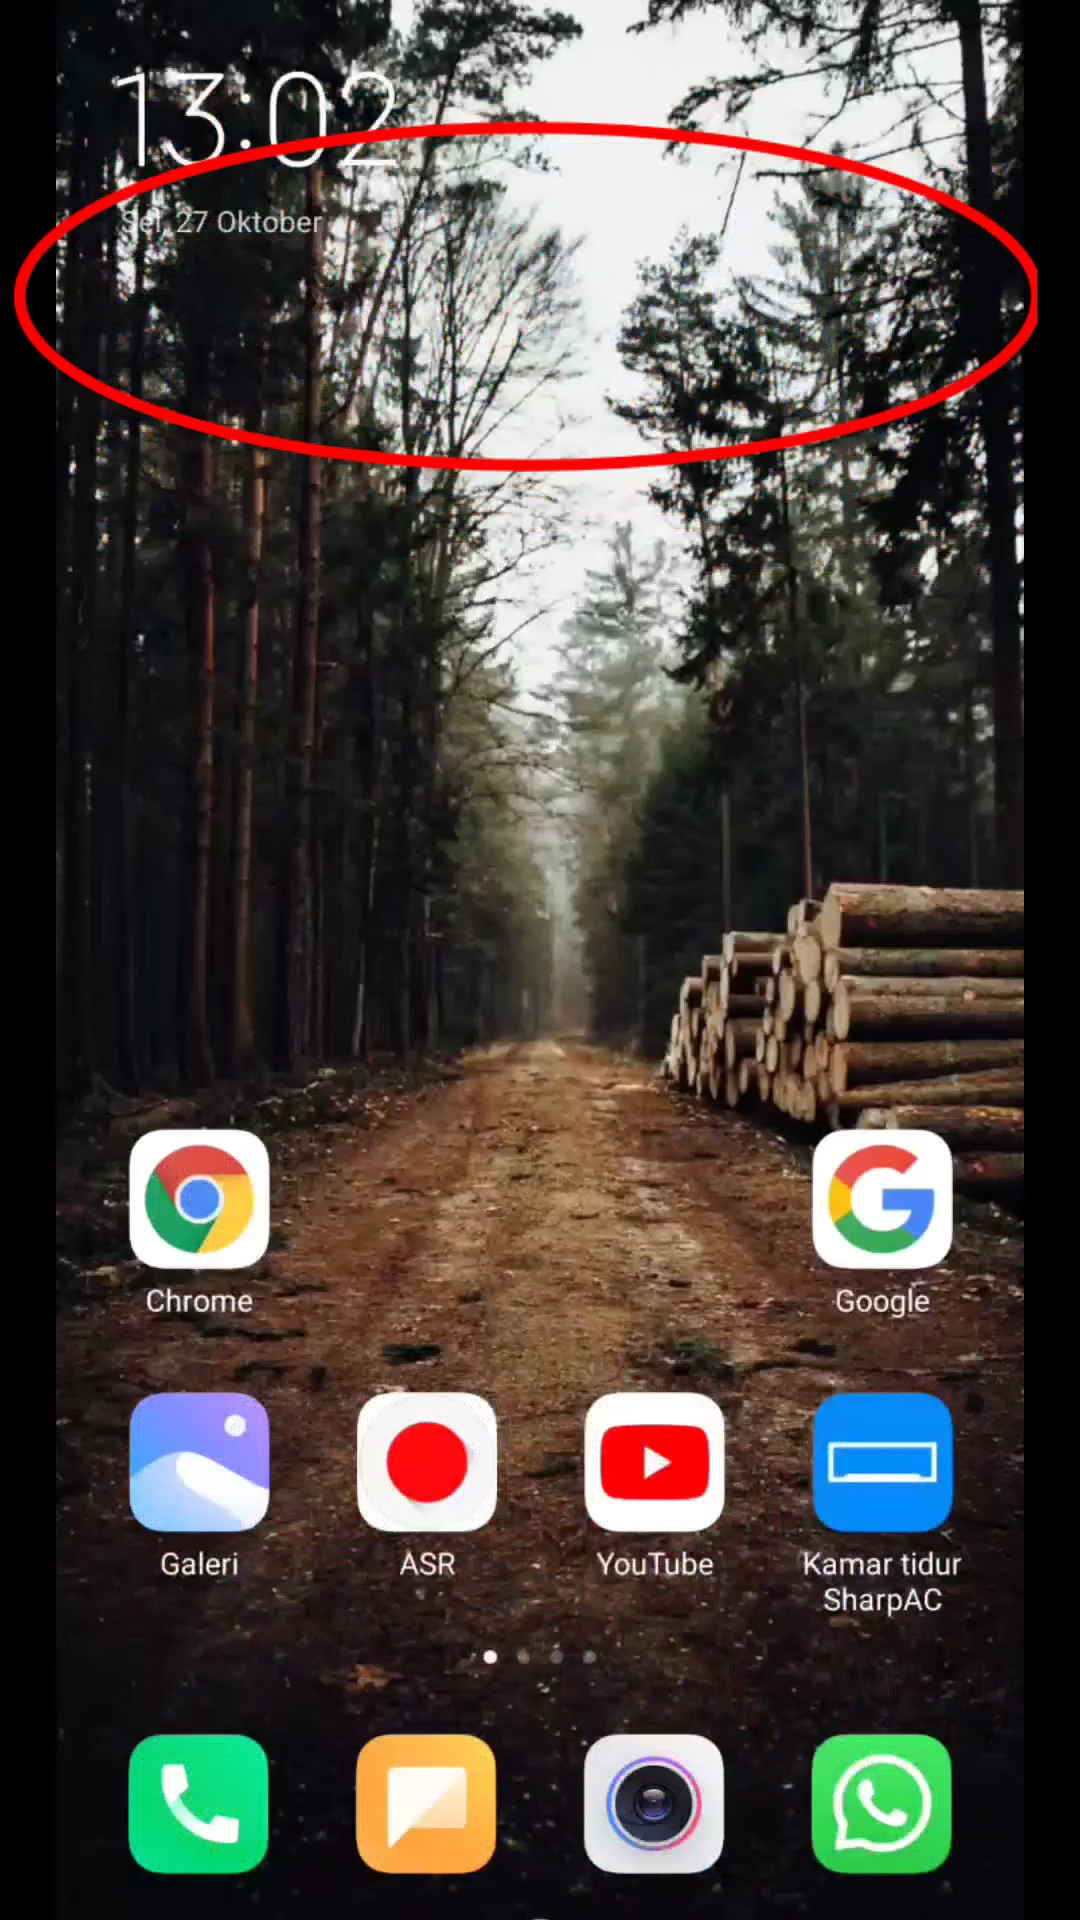 13:02
Sel, 27 Oktober
Chrome
Google
Galeri
ASR
YouTube
Kamar tidur
SharpAC